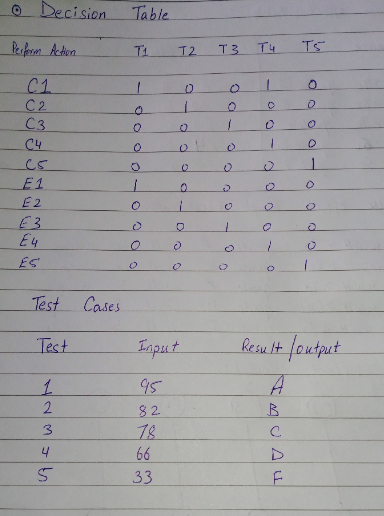 Decision Table
Perform Action T1 T2 T3 T4 T5
C1 1 0 0 1 0
C2 0 1 0 0 0
C3 0 0 1 0 0
C4 0 0 0 1 0
C5 0 0 0 0 1
E1 1 0 0 0 0
E2 0 1 0 0 0
E3 0 0 1 0 0
E4 0 0 0 1 0
E5 0 0 0 0 1
Test Cases
Test Input Result/output
1 95 A
2 82 B
3 78 C
4 66 D
5 33 F